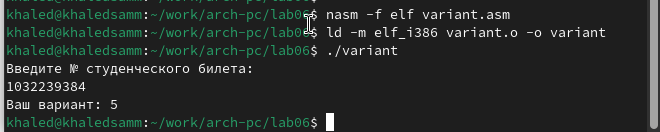 khaled@khaledsamm:~/work/arch-pc/lab06$ nasm -f elf variant.asm
khaled@khaledsamm:~/work/arch-pc/lab06$ ld -m elf_i386 variant.o -o variant
khaled@khaledsamm:~/work/arch-pc/lab06$ ./variant
Введите № студенческого билета:
1032239384
Ваш вариант: 5
khaled@khaledsamm:~/work/arch-pc/lab06$